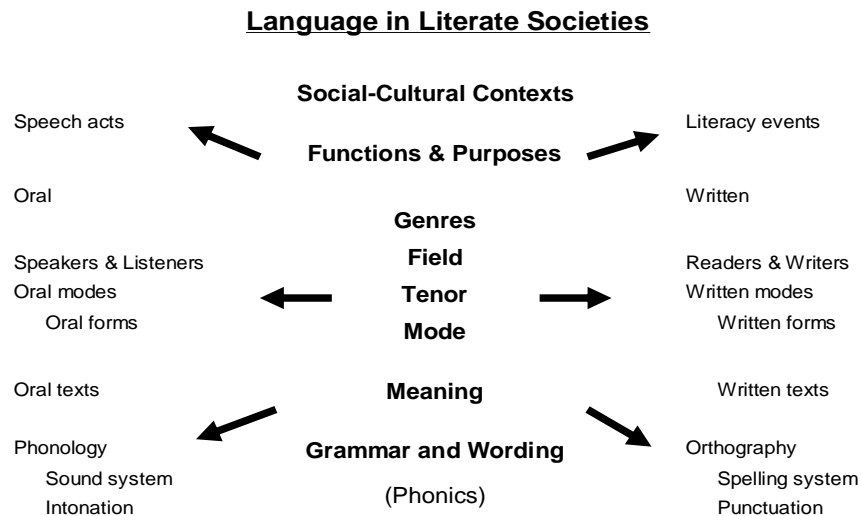 Language in Literate Societies
Social-Cultural Contexts
Speech acts
Literacy events
Functions & Purposes
Oral
Written
Genres
Speakers & Listeners
Field
Readers & Writers
Oral modes
Tenor
Written modes
Oral forms
Mode
Written forms
Oral texts
Meaning
Written texts
Phonology
Grammar and Wording
Orthography
Sound system
Spelling system
(Phonics)
Intonation
Punctuation